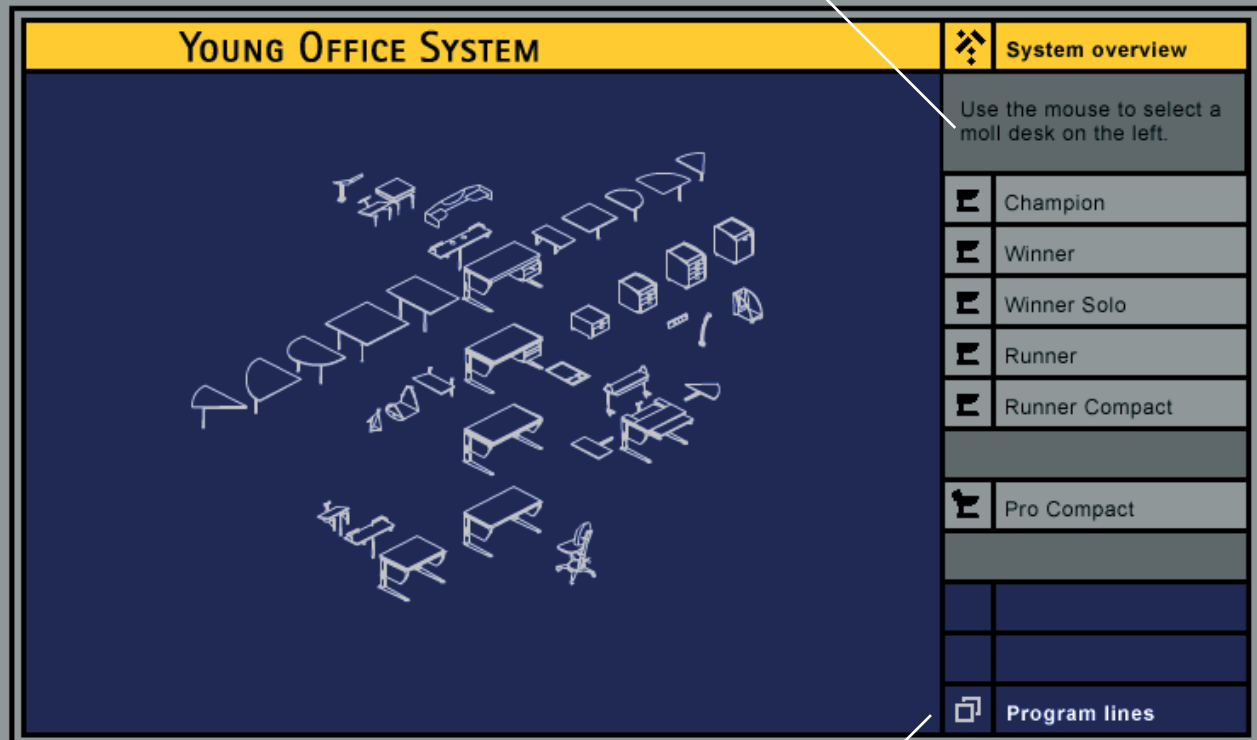 Young Office System
System overview
Use the mouse to select a
moll desk on the left.
Champion
Winner
Winner Solo
Runner
Runner Compact
Pro Compact
Program lines